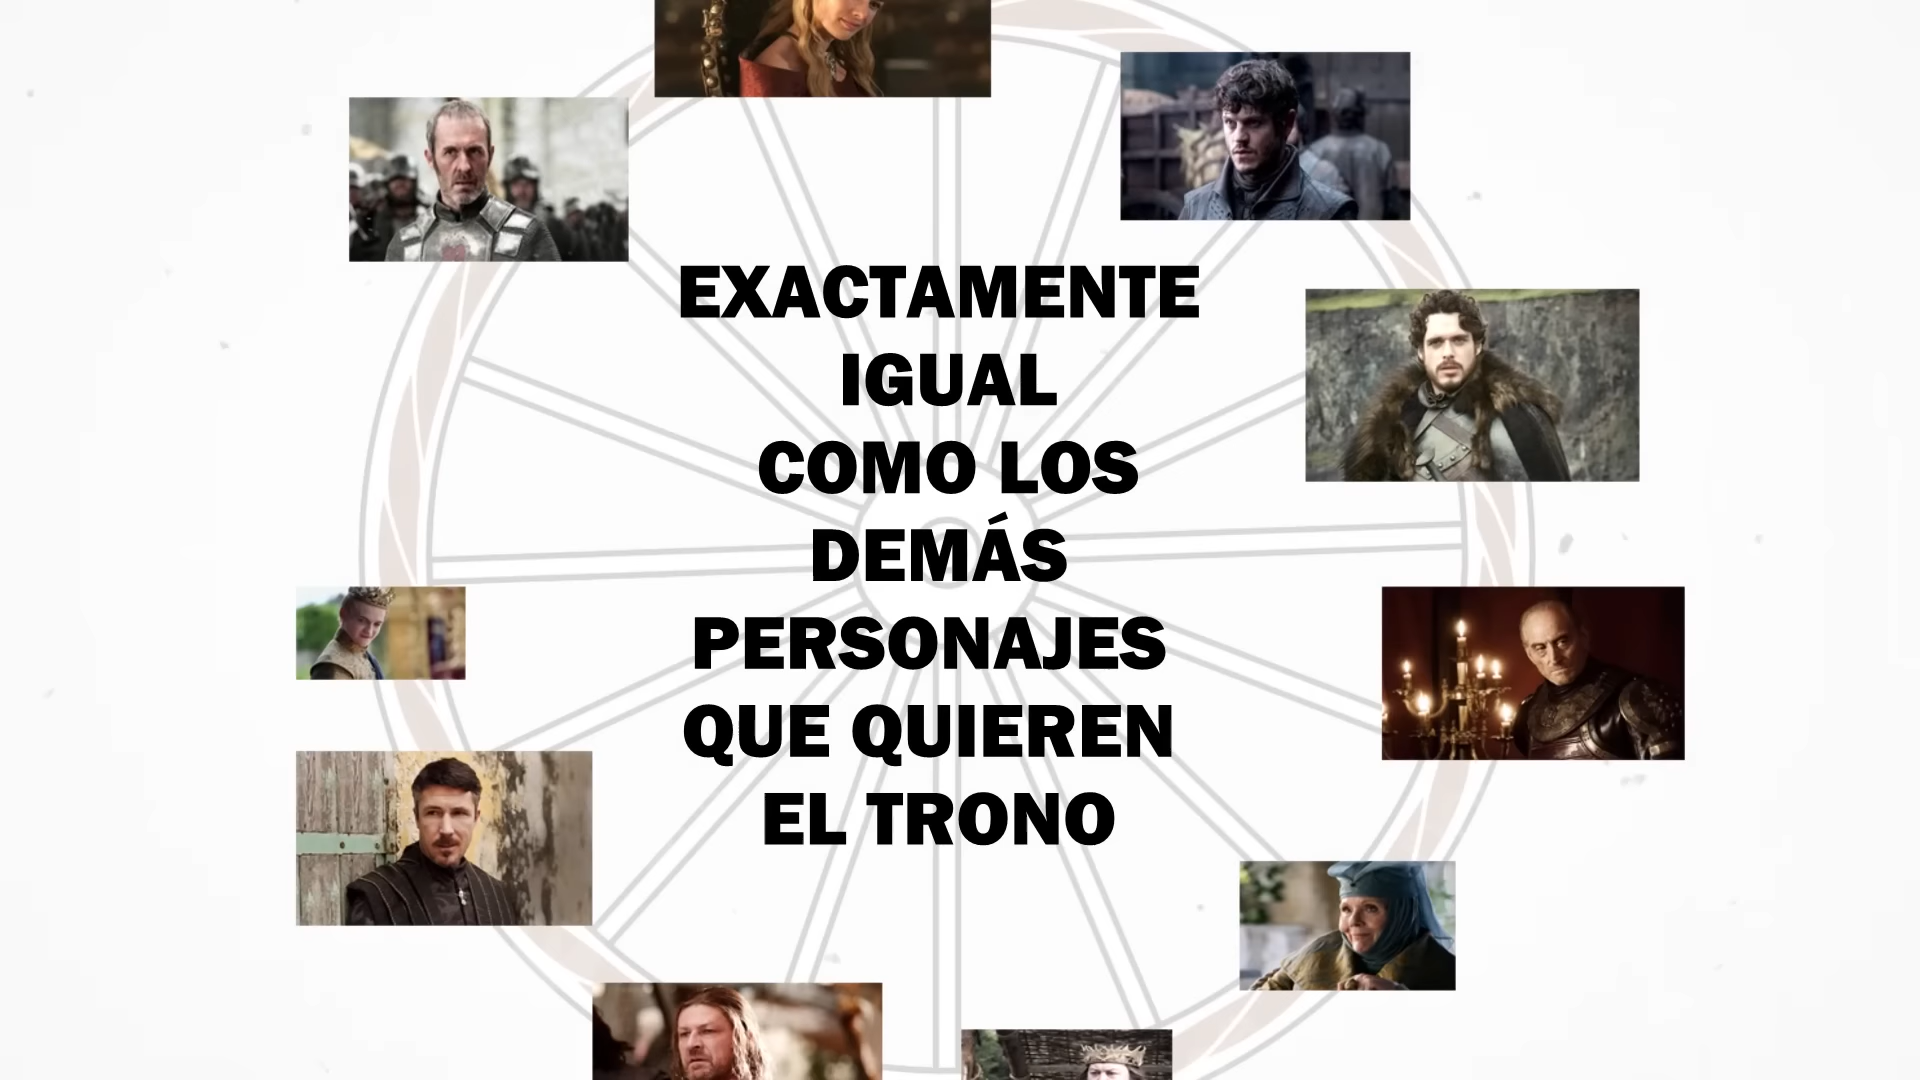 EXACTAMENTE
IGUAL
COMO LOS
DEMÁS
PERSONAJES
QUE QUIEREN
EL TRONO